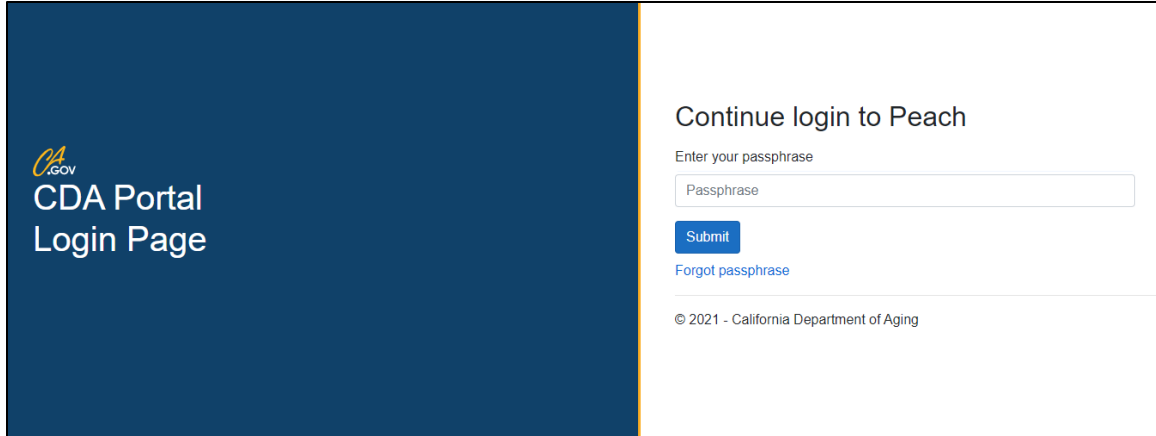 CA.GOV
CDA Portal
Login Page
Continue login to Peach
Enter your passphrase
Passphrase
Submit
Forgot passphrase
© 2021 - California Department of Aging